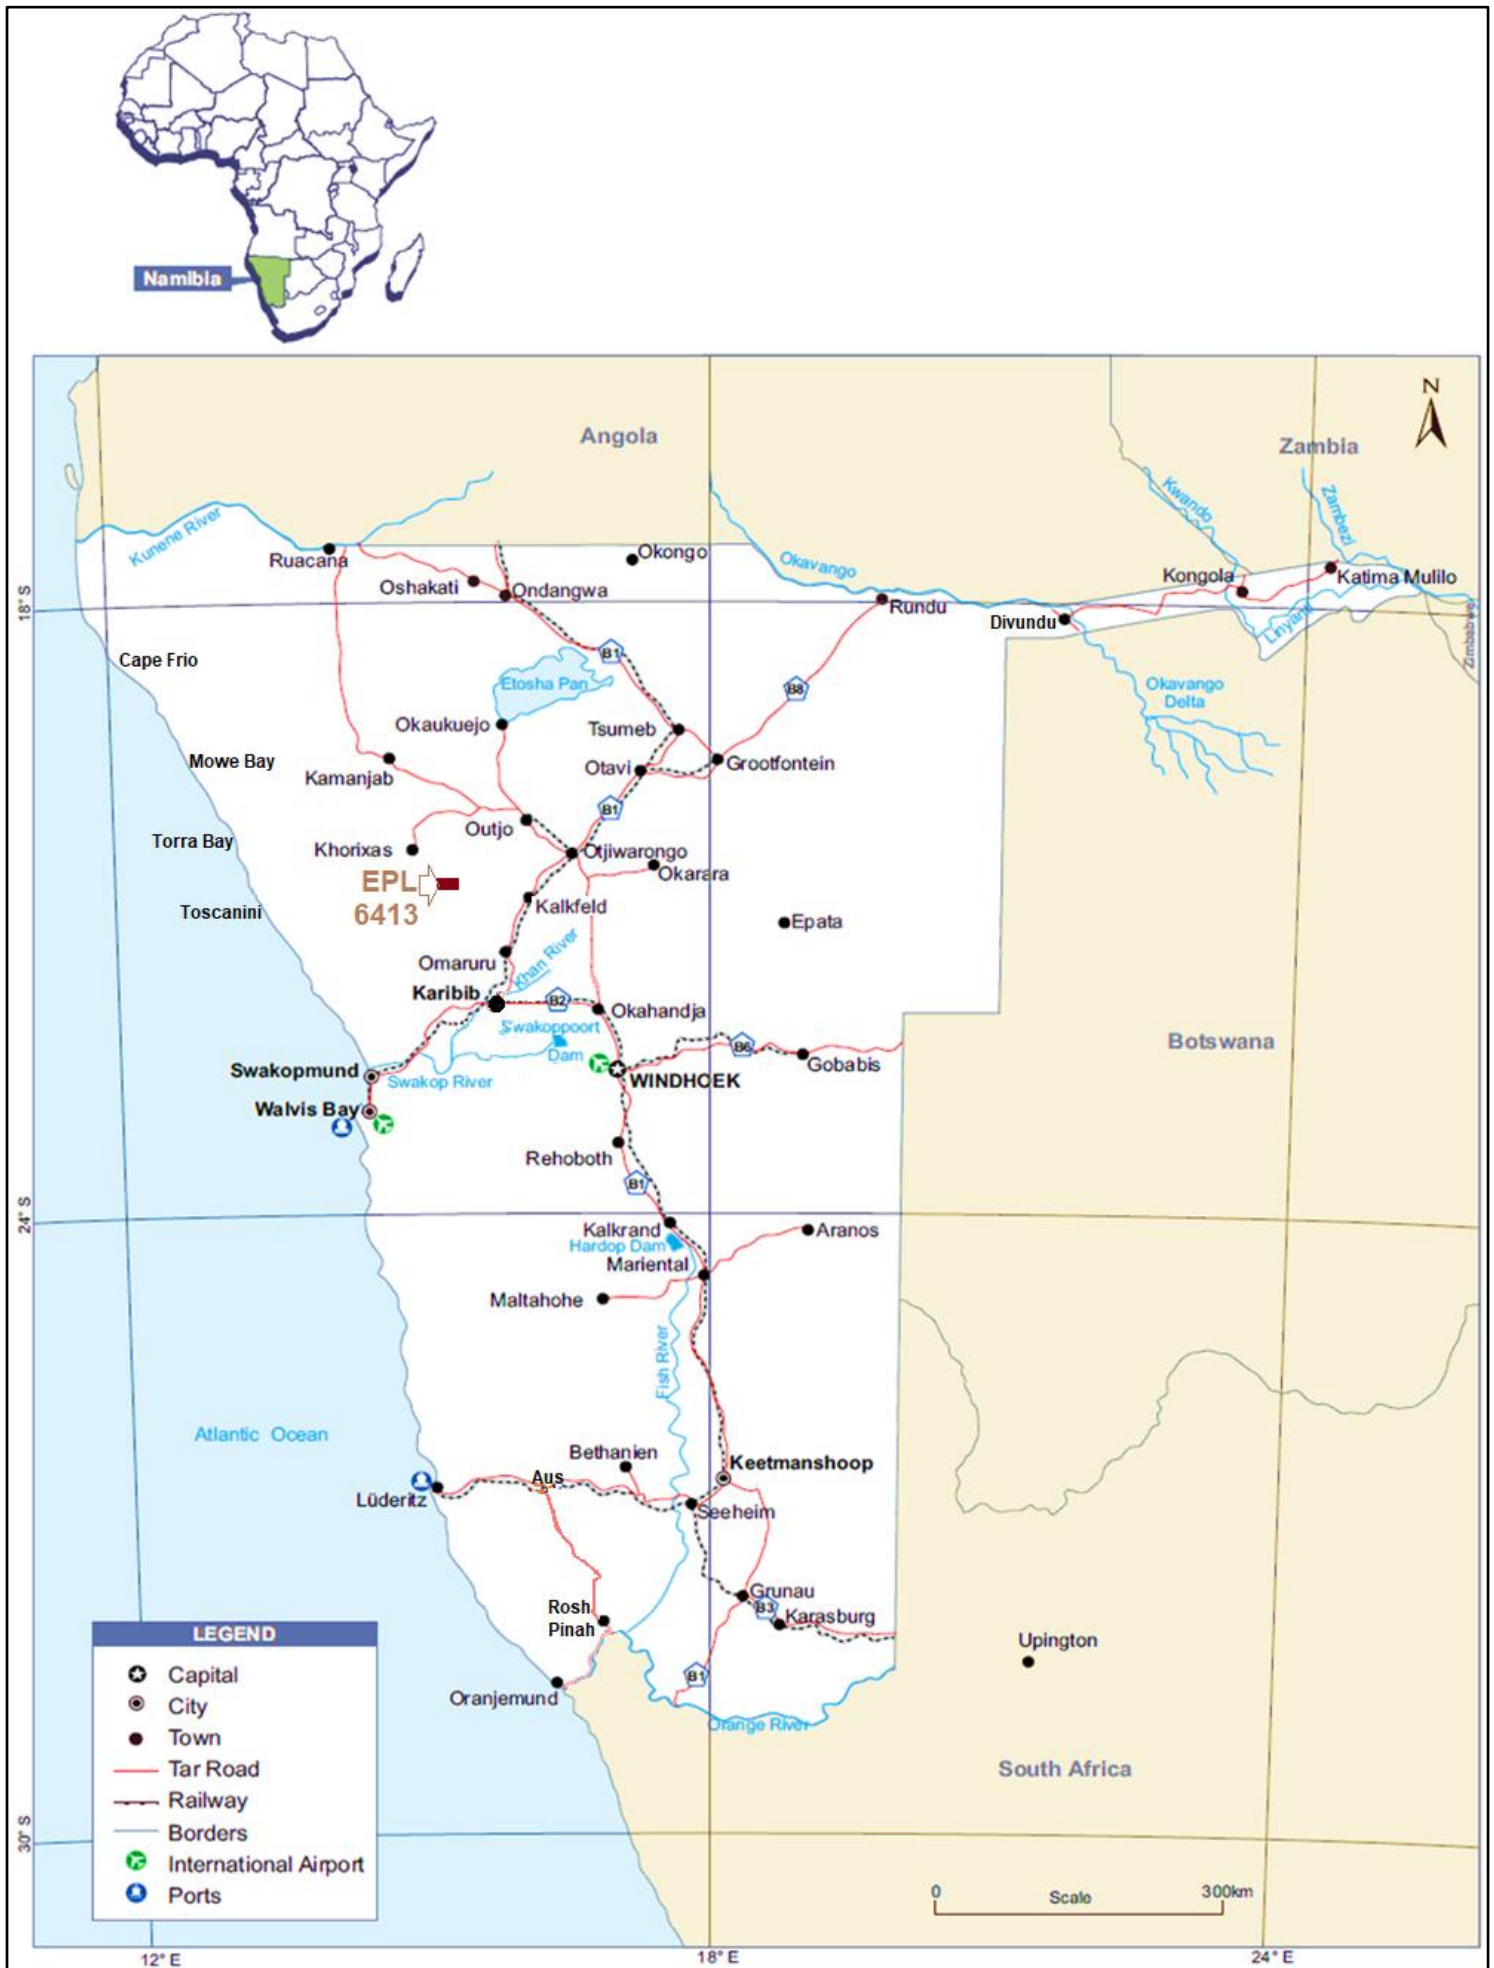 Namibia
N
Angola
Zambia
Kunene River
Ruacana
Okongo
Okavango
Kwando
Zambezi
Oshakati
Ondangwa
Kongola
Katima Mulilo
18° S
Rundu
Divundu
Linyanti
Zimbabwe
Cape Frio
B1
Etosha Pan
B8
Okavango
Delta
Okaukuejo
Tsumeb
Mowe Bay
Kamanjab
Otavi
Grootfontein
B1
Torra Bay
Outjo
Khorixas
Otjiwarongo
Okarara
EPL
6413
Toscanini
Kalkfeld
Epata
Omaruru
Khan River
Karibib
B2
Okahandja
Swakoppoort
Dam
B6
Botswana
Gobabis
Swakopmund
Swakop River
WINDHOEK
Walvis Bay
Rehoboth
B1
24° S
Kalkrand
Aranos
Hardop Dam
Mariental
Maltahohe
Fish River
Atlantic Ocean
Bethanien
Keetmanshoop
Aus
Lüderitz
Seeheim
Grunau
B3
Karasburg
Rosh
Pinah
Upington
B1
Oranjemund
Orange River
South Africa
LEGEND
Capital
City
Town
Tar Road
Railway
Borders
International Airport
Ports
30° S
0
Scale
300km
12° E
18° E
24° E